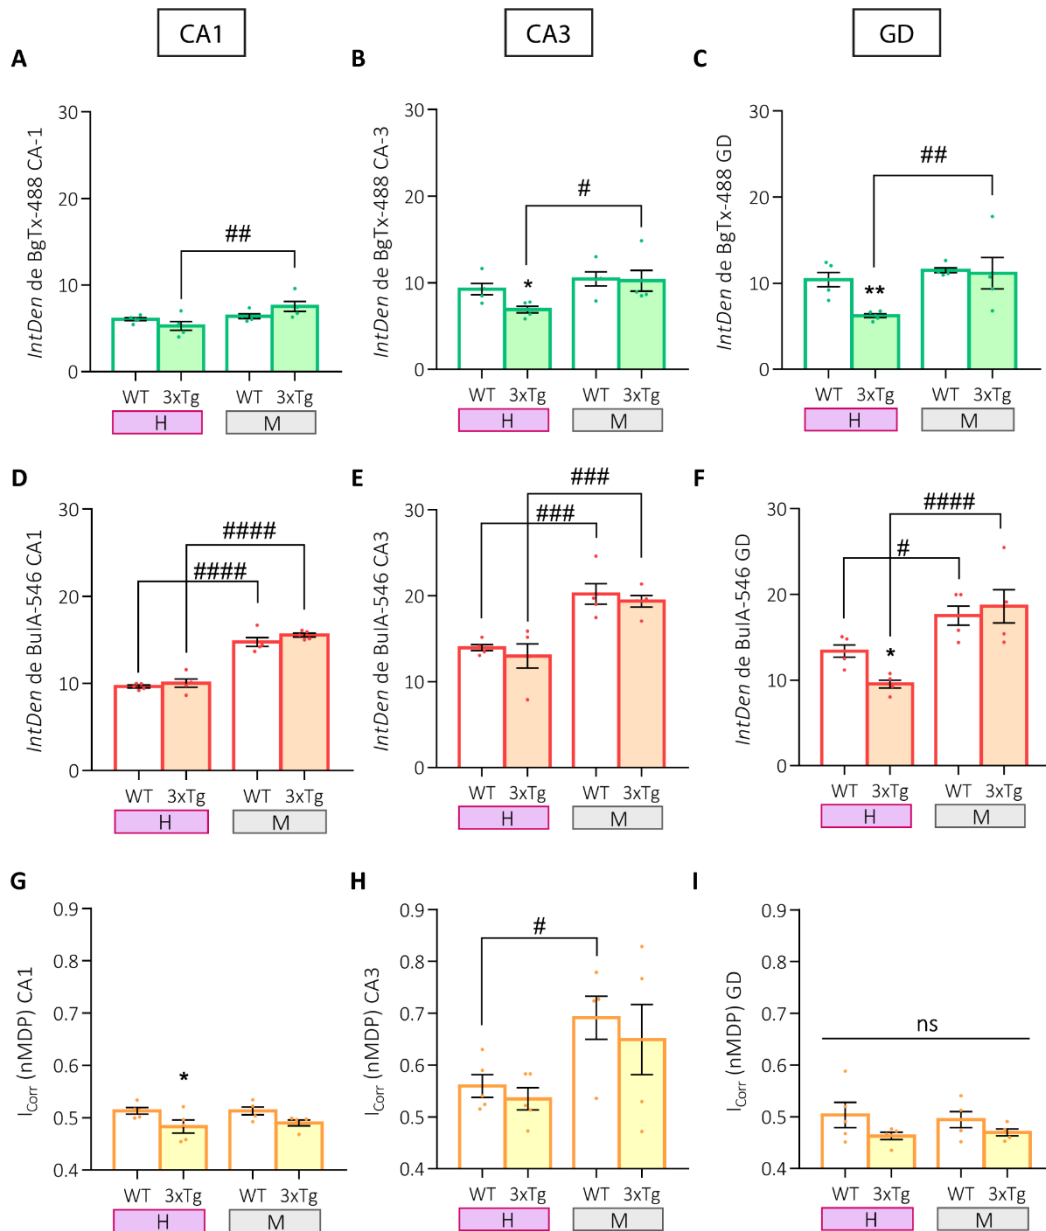 CA1
CA3
GD
A
IntDen de BgTx-488 CA-1
30
20
10
0
##
WT 3xTg WT 3xTg
H M
B
IntDen de BgTx-488 CA-3
30
20
10
0
#
*
WT 3xTg WT 3xTg
H M
C
IntDen de BgTx-488 GD
30
20
10
0
##
**
WT 3xTg WT 3xTg
H M
D
IntDen de BulA-546 CA1
30
20
10
0
####
####
WT 3xTg WT 3xTg
H M
E
IntDen de BulA-546 CA3
30
20
10
0
###
###
WT 3xTg WT 3xTg
H M
F
IntDen de BulA-546 GD
30
20
10
0
####
#
*
WT 3xTg WT 3xTg
H M
G
ICorr (nMDP) CA1
0.9
0.8
0.7
0.6
0.5
0.4
*
WT 3xTg WT 3xTg
H M
H
ICorr (nMDP) CA3
0.9
0.8
0.7
0.6
0.5
0.4
#
WT 3xTg WT 3xTg
H M
I
ICorr (nMDP) GD
0.9
0.8
0.7
0.6
0.5
0.4
ns
WT 3xTg WT 3xTg
H M